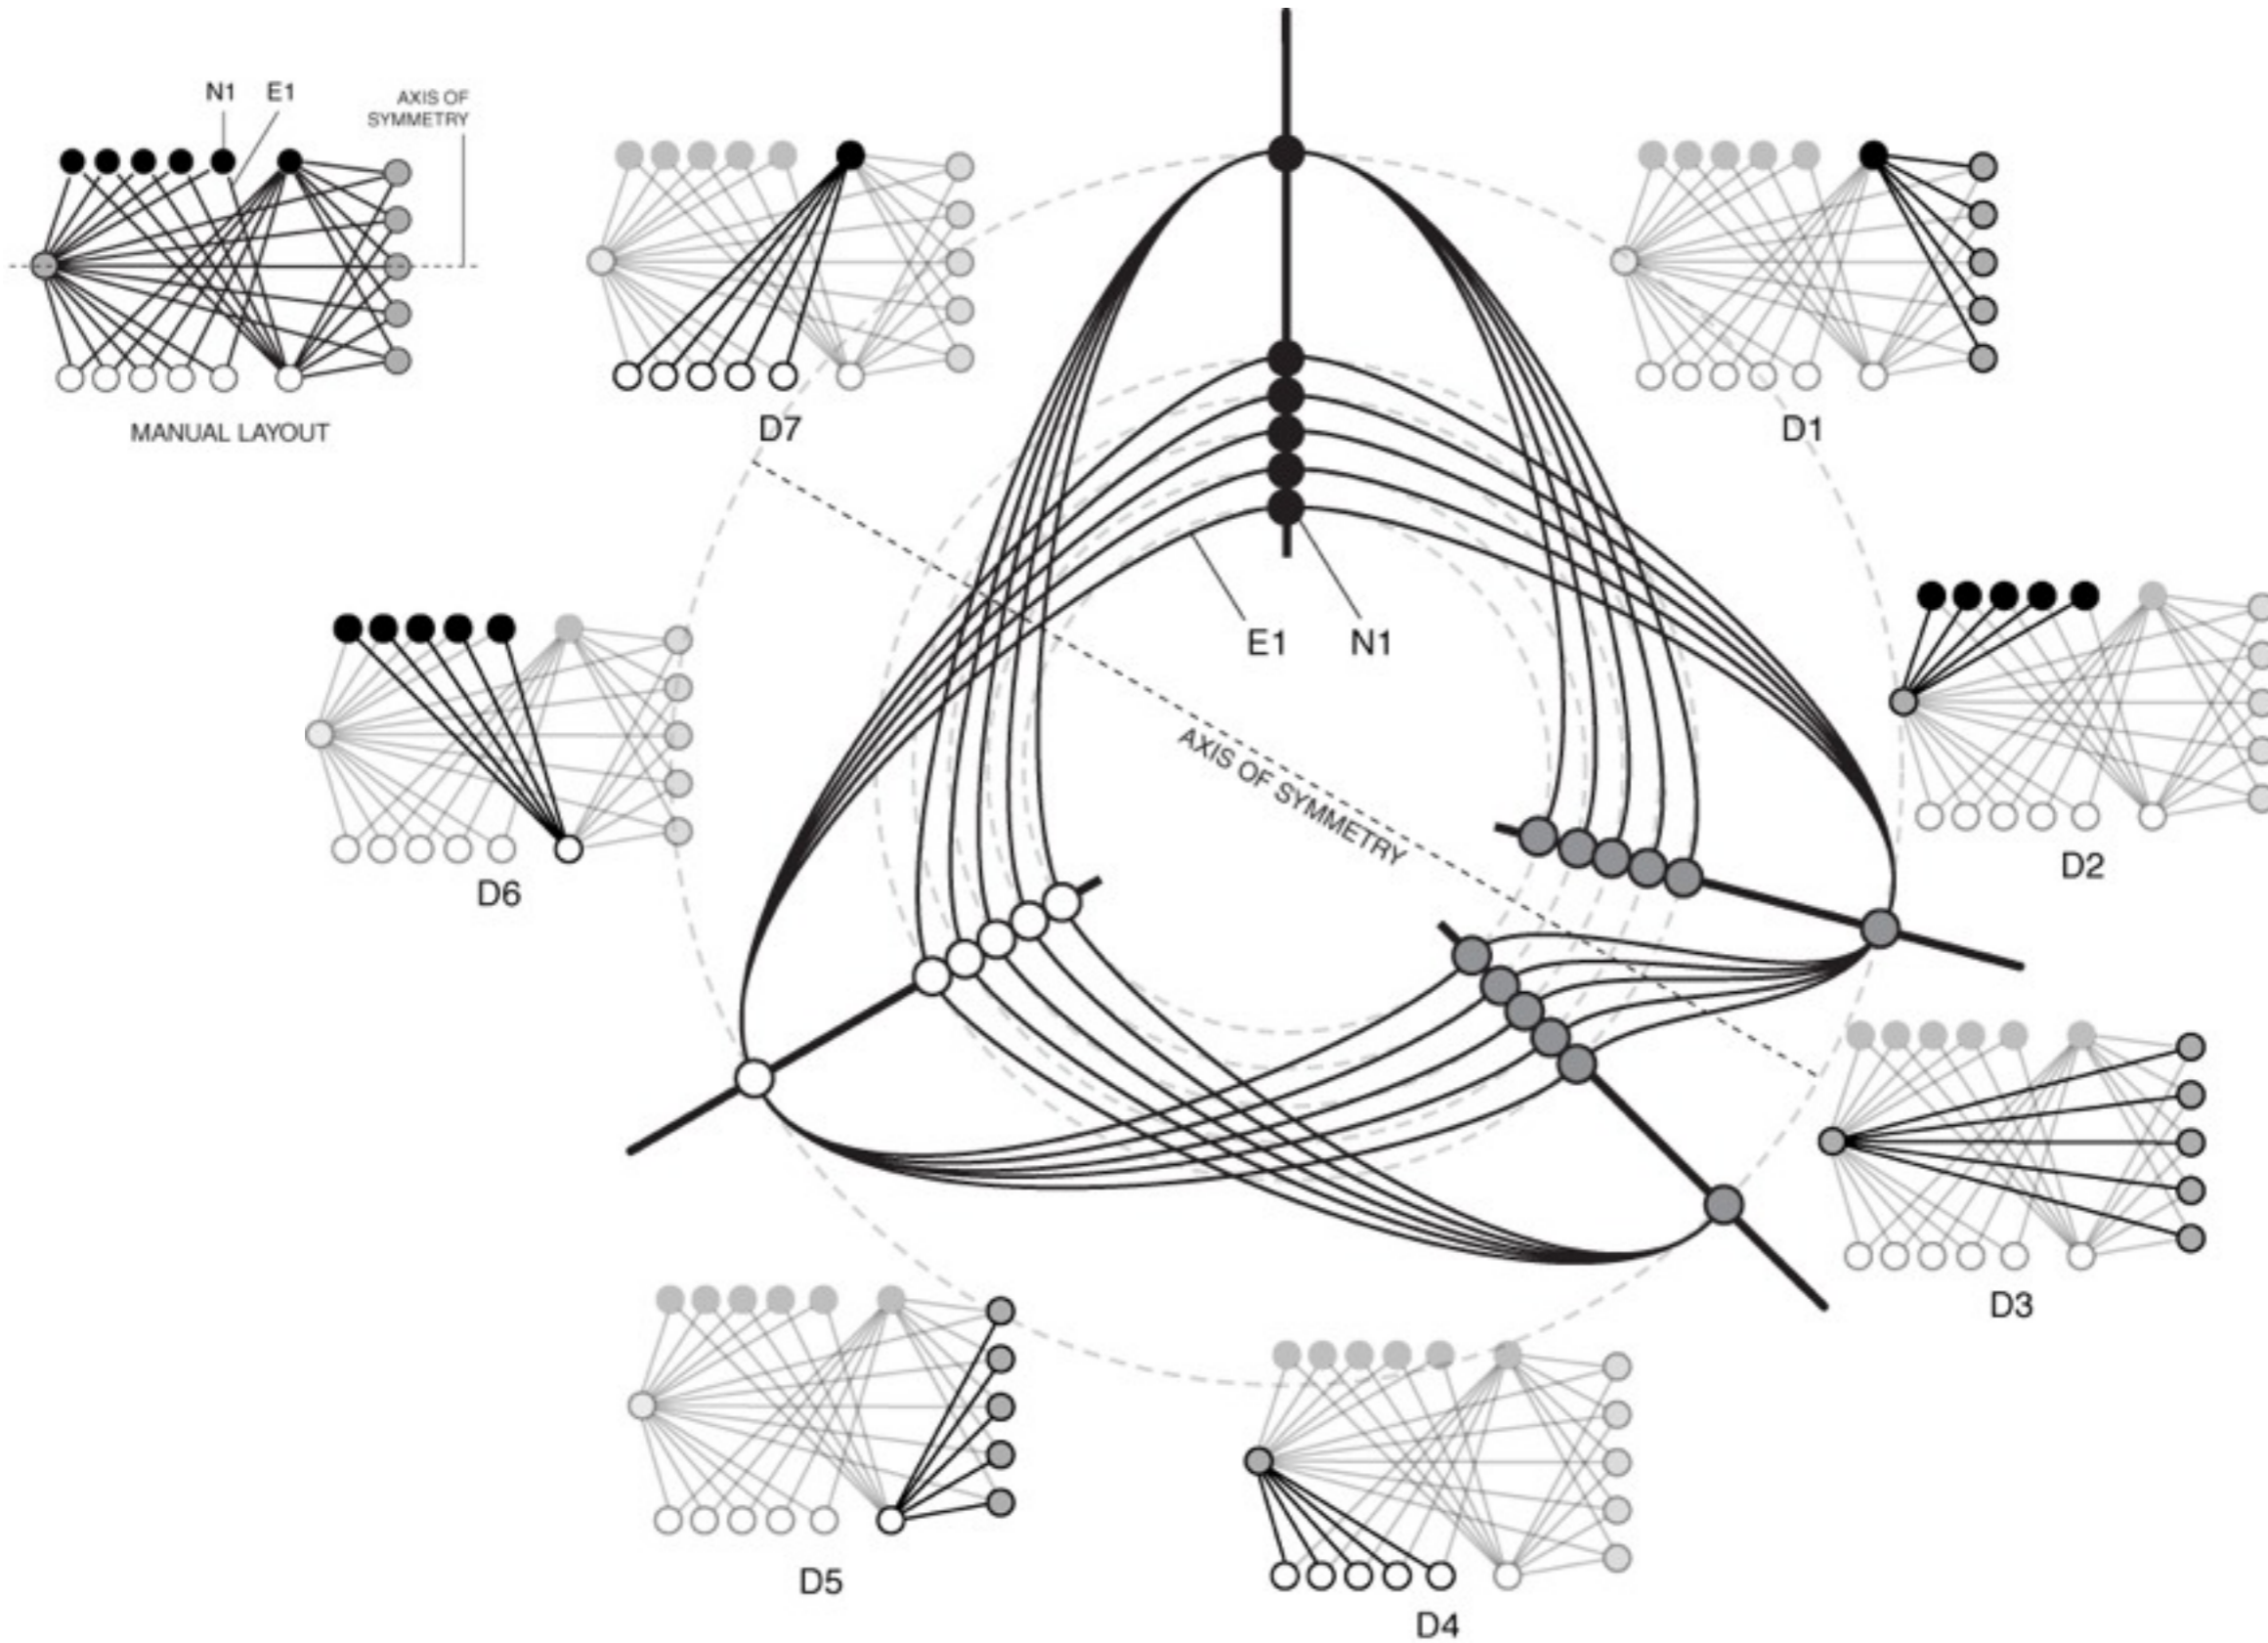 N1 E1
AXIS OF
SYMMETRY
MANUAL LAYOUT
D7
D1
E1 N1
AXIS OF SYMMETRY
D6
D2
D3
D5
D4